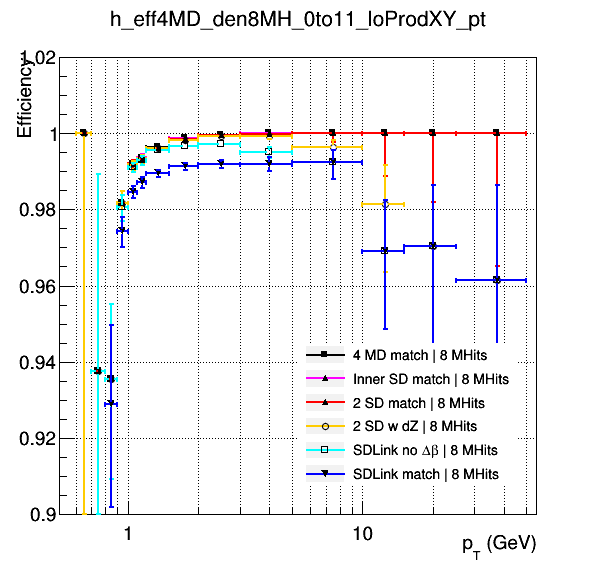 h_eff4MD_den8MH_0to11_loProdXY_pt
Efficiency
1.02
1
0.98
0.96
0.94
0.92
0.9
4 MD match | 8 MHits
Inner SD match | 8 MHits
2 SD match | 8 MHits
2 SD w dZ | 8 MHits
SDLink no Δβ | 8 MHits
SDLink match | 8 MHits
1 10
p_T (GeV)